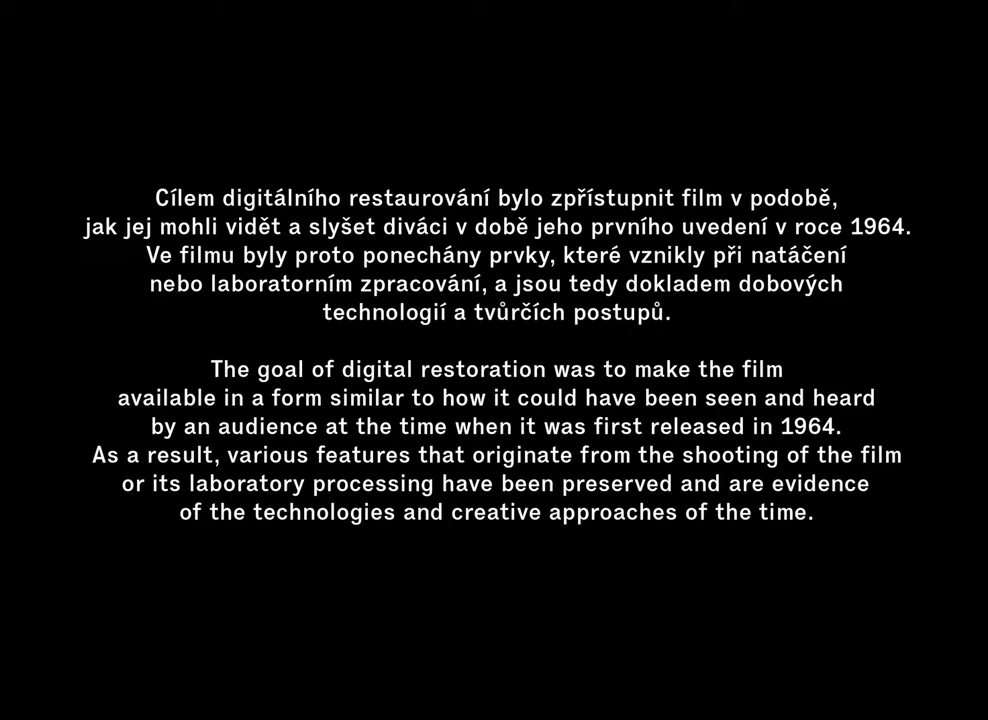 Cílem digitálního restaurování bylo zpřístupnit film v podobě,
jak jej mohli vidět a slyšet diváci v době jeho prvního uvedení v roce 1964.
Ve filmu byly proto ponechány prvky, které vznikly při natáčení
nebo laboratorním zpracování, a jsou tedy dokladem dobových
technologií a tvůrčích postupů.
The goal of digital restoration was to make the film
available in a form similar to how it could have been seen and heard
by an audience at the time when it was first released in 1964.
As a result, various features that originate from the shooting of the film
or its laboratory processing have been preserved and are evidence
of the technologies and creative approaches of the time.